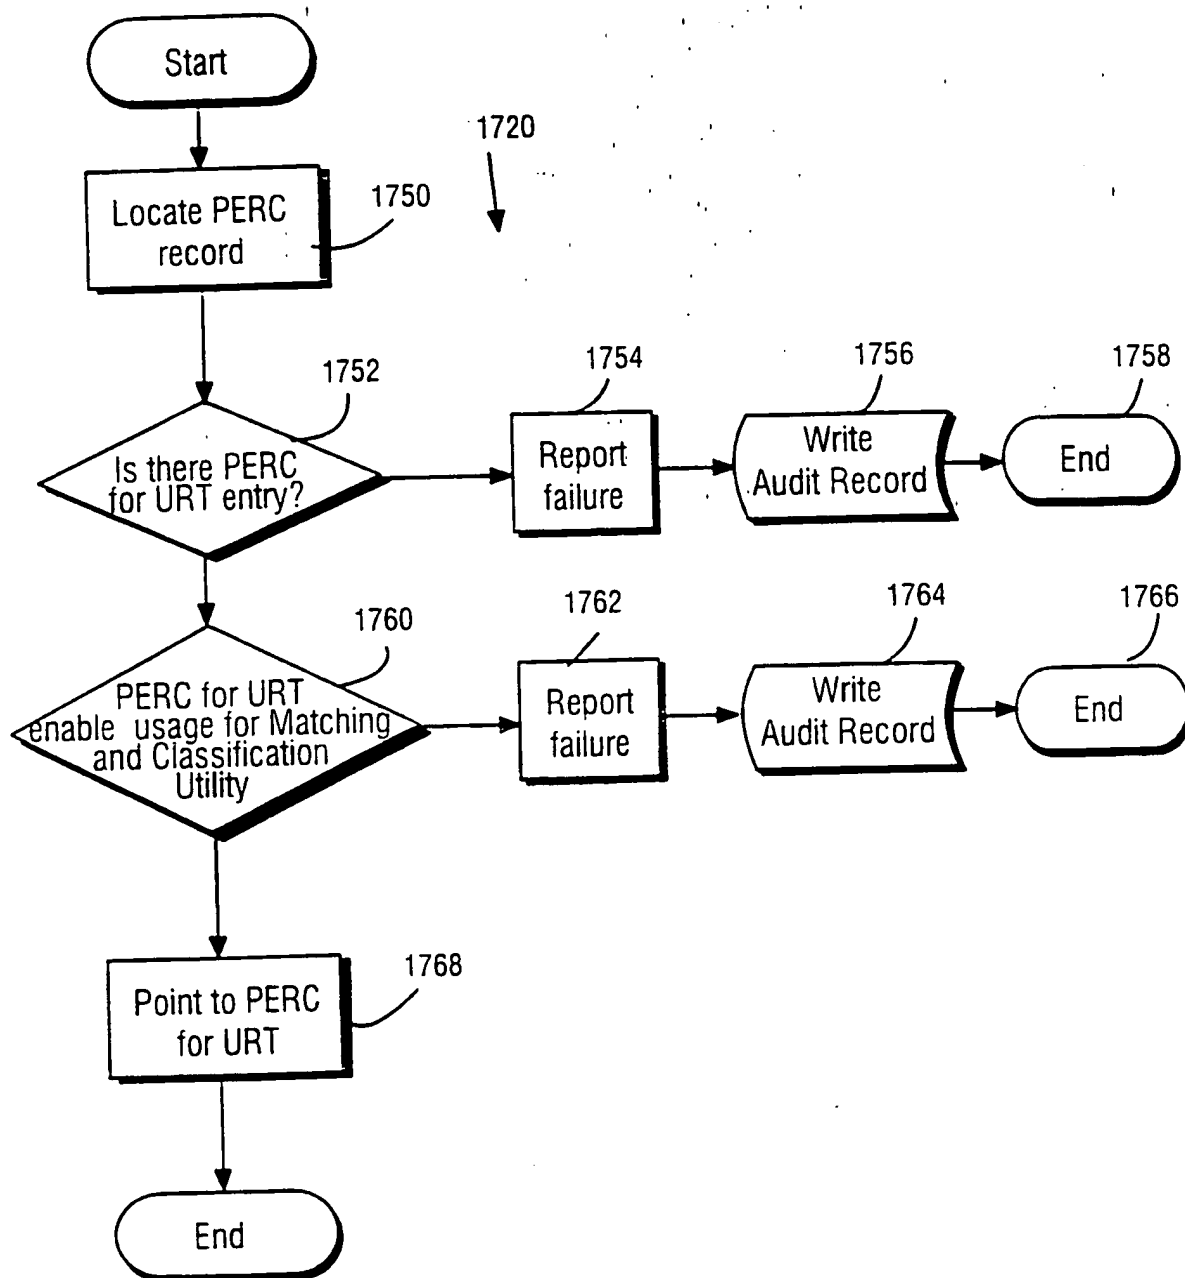 Start
1720
Locate PERC
record
1750
Is there PERC
for URT entry?
1752
Report
failure
1754
Write
Audit Record
1756
End
1758
PERC for URT
enable usage for Matching
and Classification
Utility
1760
Report
failure
1762
Write
Audit Record
1764
End
1766
Point to PERC
for URT
1768
End